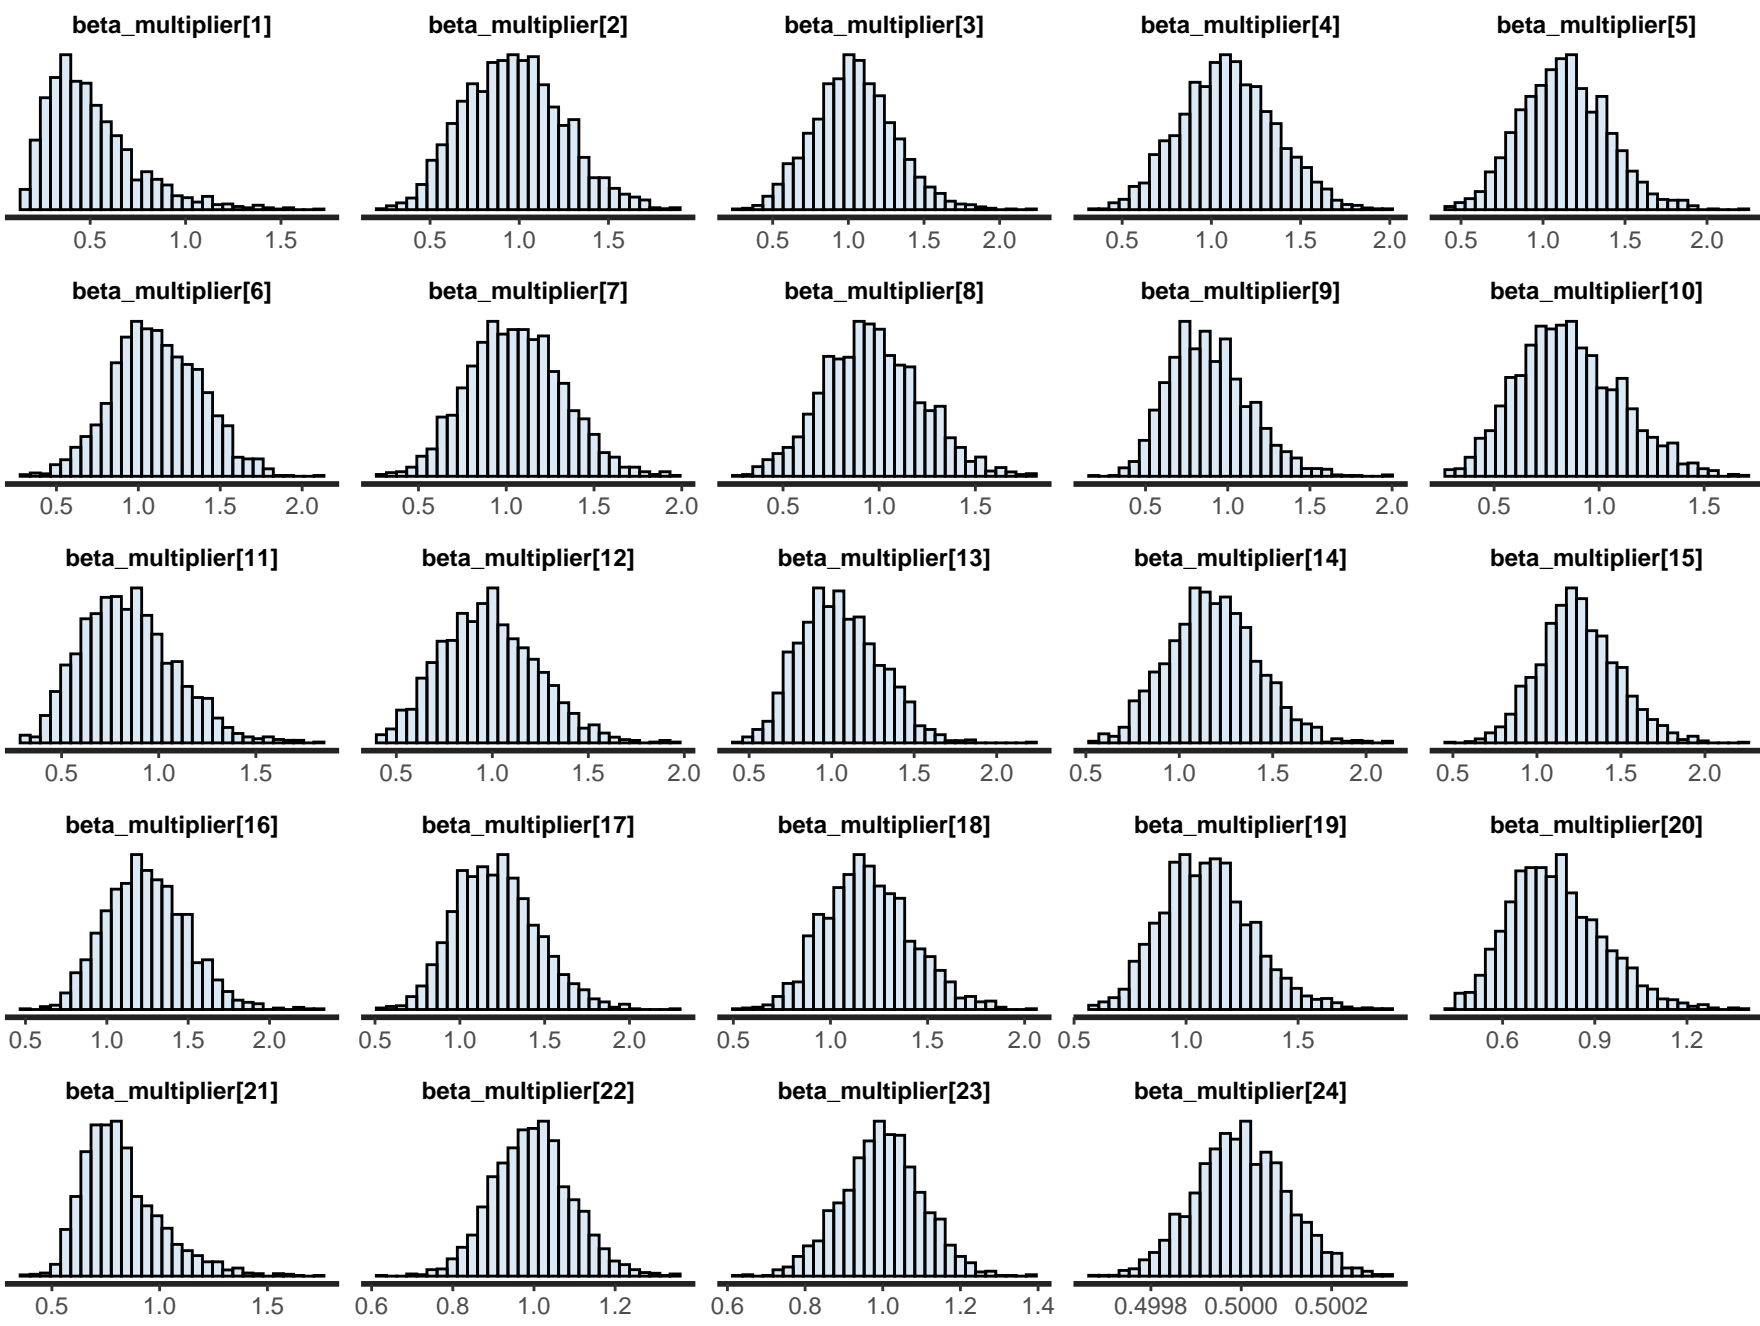 beta_multiplier[1] beta_multiplier[2] beta_multiplier[3] beta_multiplier[4] beta_multiplier[5]
0.5 1.0 1.5 0.5 1.0 1.5 0.5 1.0 1.5 2.0 0.5 1.0 1.5 2.0 0.5 1.0 1.5 2.0
beta_multiplier[6] beta_multiplier[7] beta_multiplier[8] beta_multiplier[9] beta_multiplier[10]
0.5 1.0 1.5 2.0 0.5 1.0 1.5 2.0 0.5 1.0 1.5 0.5 1.0 1.5 2.0 0.5 1.0 1.5
beta_multiplier[11] beta_multiplier[12] beta_multiplier[13] beta_multiplier[14] beta_multiplier[15]
0.5 1.0 1.5 0.5 1.0 1.5 2.0 0.5 1.0 1.5 2.0 0.5 1.0 1.5 2.0 0.5 1.0 1.5 2.0
beta_multiplier[16] beta_multiplier[17] beta_multiplier[18] beta_multiplier[19] beta_multiplier[20]
0.5 1.0 1.5 2.0 0.5 1.0 1.5 2.0 0.5 1.0 1.5 2.0 0.5 1.0 1.5 0.6 0.9 1.2
beta_multiplier[21] beta_multiplier[22] beta_multiplier[23] beta_multiplier[24]
0.5 1.0 1.5 0.6 0.8 1.0 1.2 0.6 0.8 1.0 1.2 1.4 0.4998 0.5000 0.5002